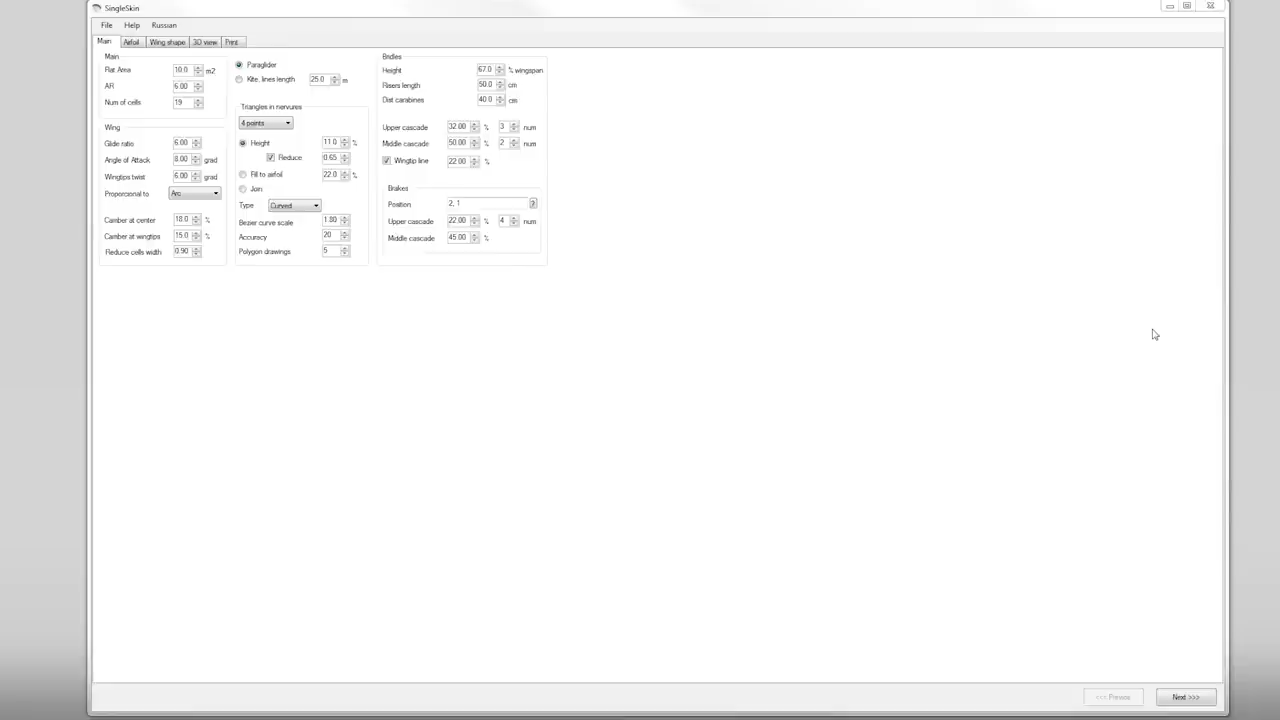 SingleSkin
File Help Russian
Main Airfoil Wing shape 3D view Print
Main
Flat Area 10.0 m2
AR 6.00
Num of cells 19
Wing
Glide ratio 6.00
Angle of Attack 8.00 grad
Wingtips twist 6.00 grad
Proporcional to Arc
Camber at center 18.0 %
Camber at wingtips 15.0 %
Reduce cells width 0.90
Paraglider
Kite, lines length 25.0 m
Triangles in nervures
4 points
Height 11.0 %
Reduce 0.65
Fill to airfoil 22.0 %
Join
Type Curved
Bezier curve scale 1.80
Accuracy 20
Polygon drawings 5
Bridles
Height 67.0 % wingspan
Risers length 50.0 cm
Dist carabines 40.0 cm
Upper cascade 32.00 % 3 num
Middle cascade 50.00 % 2 num
Wingtip line 22.00 %
Brakes
Position 2, 1 ?
Upper cascade 22.00 % 4 num
Middle cascade 45.00 %
<<< Previos Next >>>